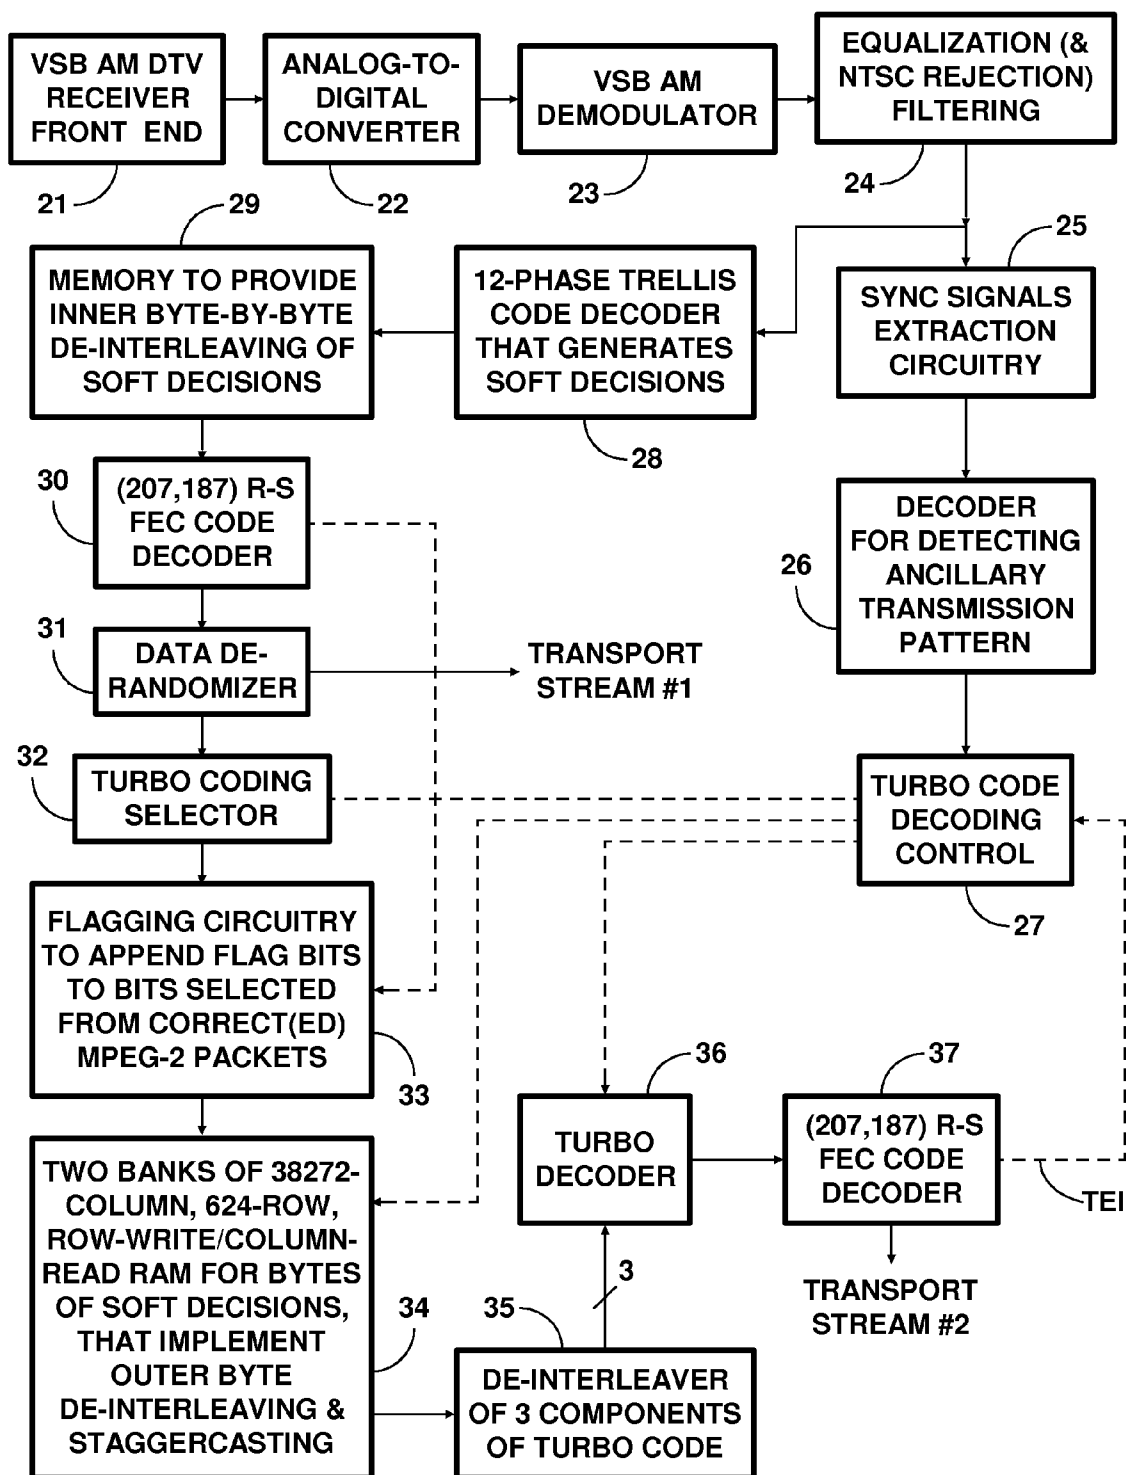 VSB AM DTV
RECEIVER
FRONT END
21
ANALOG-TO-
DIGITAL
CONVERTER
22
VSB AM
DEMODULATOR
23
EQUALIZATION (&
NTSC REJECTION)
FILTERING
24
25
SYNC SIGNALS
EXTRACTION
CIRCUITRY
29
MEMORY TO PROVIDE
INNER BYTE-BY-BYTE
DE-INTERLEAVING OF
SOFT DECISIONS
12-PHASE TRELLIS
CODE DECODER
THAT GENERATES
SOFT DECISIONS
28
30
(207,187) R-S
FEC CODE
DECODER
26
DECODER
FOR DETECTING
ANCILLARY
TRANSMISSION
PATTERN
31
DATA DE-
RANDOMIZER
TRANSPORT
STREAM #1
32
TURBO CODING
SELECTOR
TURBO CODE
DECODING
CONTROL
27
FLAGGING CIRCUITRY
TO APPEND FLAG BITS
TO BITS SELECTED
FROM CORRECT(ED)
MPEG-2 PACKETS
33
36
TURBO
DECODER
37
(207,187) R-S
FEC CODE
DECODER
TEI
TRANSPORT
STREAM #2
TWO BANKS OF 38272-
COLUMN, 624-ROW,
ROW-WRITE/COLUMN-
READ RAM FOR BYTES
OF SOFT DECISIONS,
THAT IMPLEMENT
OUTER BYTE
DE-INTERLEAVING &
STAGGERCASTING
34
3
35
DE-INTERLEAVER
OF 3 COMPONENTS
OF TURBO CODE